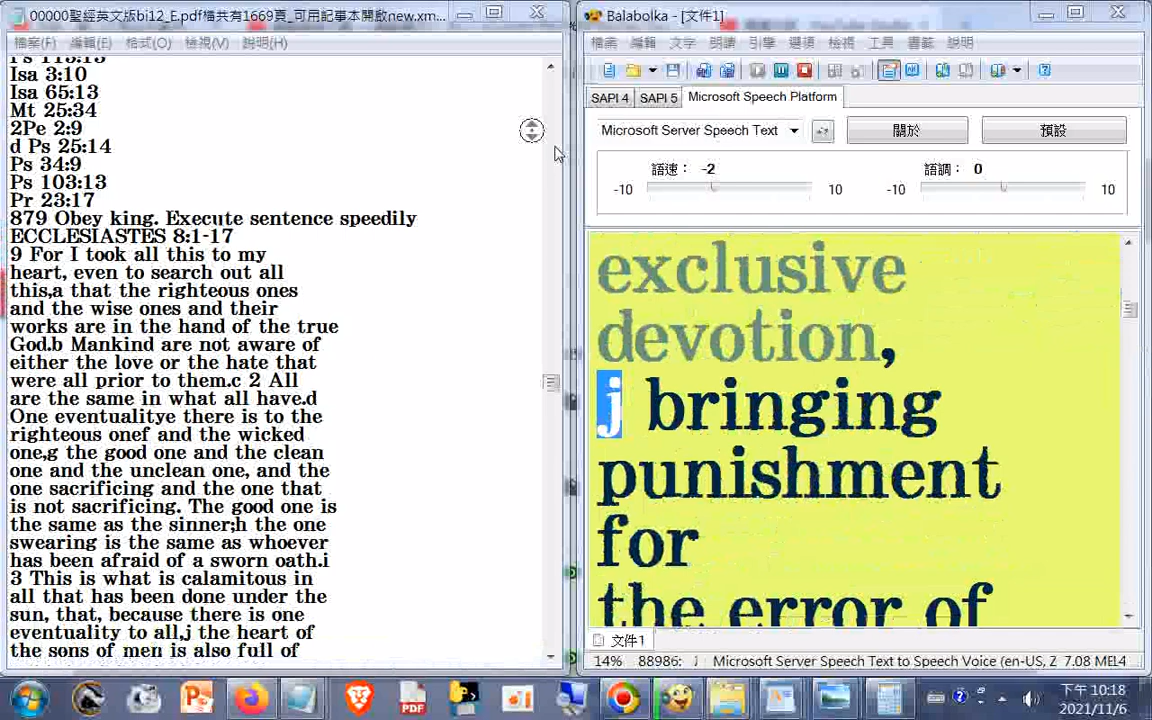 00000聖經英文版bi12_E.pdf檔共有1669頁_可用記事本開啟new.xm...
檔案(F) 編輯(E) 格式(O) 檢視(V) 說明(H)
Ps 115:13
Isa 3:10
Isa 65:13
Mt 25:34
2Pe 2:9
d Ps 25:14
Ps 34:9
Ps 103:13
Pr 23:17
879 Obey king. Execute sentence speedily
ECCLESIASTES 8:1-17
9 For I took all this to my
heart, even to search out all
this,a that the righteous ones
and the wise ones and their
works are in the hand of the true
God.b Mankind are not aware of
either the love or the hate that
were all prior to them.c 2 All
are the same in what all have.d
One eventualitye there is to the
righteous onef and the wicked
one,g the good one and the clean
one and the unclean one, and the
one sacrificing and the one that
is not sacrificing. The good one is
the same as the sinner;h the one
swearing is the same as whoever
has been afraid of a sworn oath.i
3 This is what is calamitous in
all that has been done under the
sun, that, because there is one
eventuality to all,j the heart of
the sons of men is also full of
Balabolka - [文件1]
檔案 編輯 文字 朗讀 引擎 選項 檢視 工具 書籤 說明
SAPI 4 SAPI 5 Microsoft Speech Platform
Microsoft Server Speech Text 關於 預設
語速： -2 語調： 0
-10 10 -10 10
exclusive
devotion,
j bringing
punishment
for
the error of
文件1
14% 88986: j Microsoft Server Speech Text to Speech Voice (en-US, Z 7.08 MEL4
下午 10:18
2021/11/6